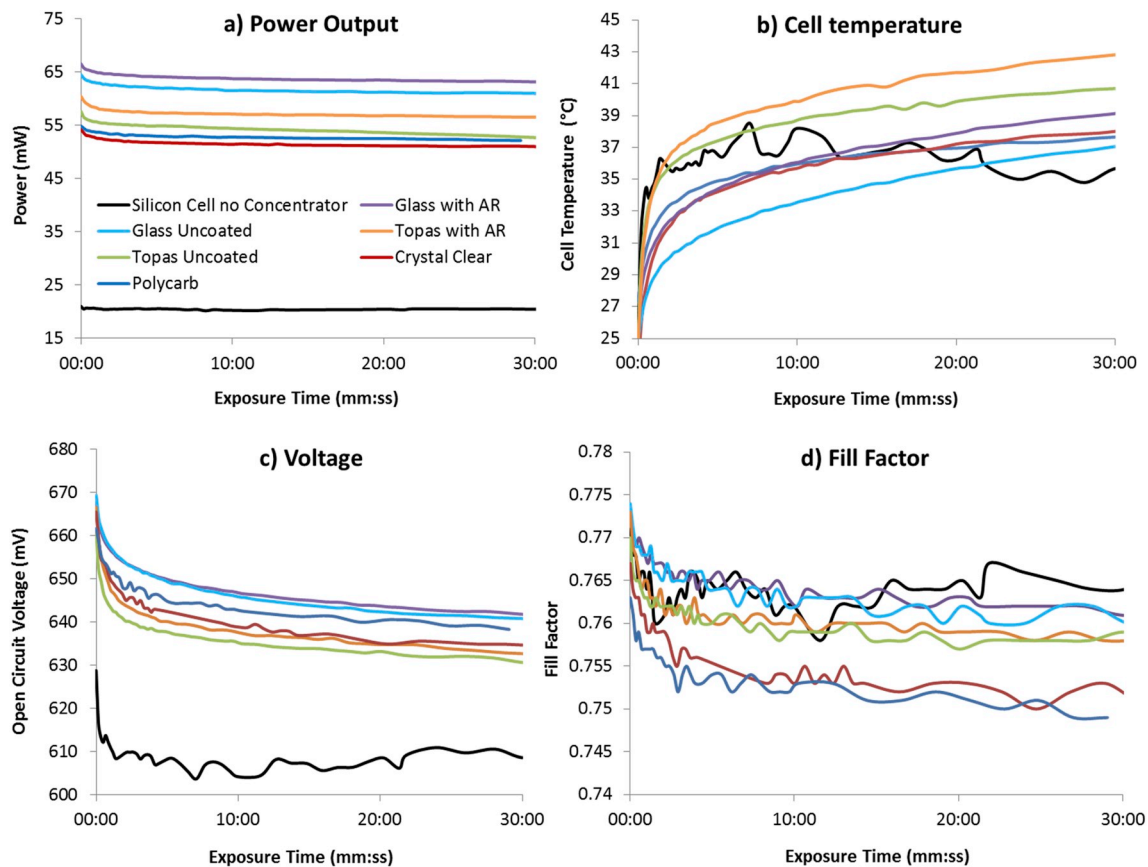 a) Power Output
75
65
55
45
35
25
15
Power (mW)
Silicon Cell no Concentrator
Glass with AR
Glass Uncoated
Topas with AR
Topas Uncoated
Crystal Clear
Polycarb
00:00 10:00 20:00 30:00
Exposure Time (mm:ss)
b) Cell temperature
45
43
41
39
37
35
33
31
29
27
25
Cell Temperature (°C)
00:00 10:00 20:00 30:00
Exposure Time (mm:ss)
c) Voltage
680
670
660
650
640
630
620
610
600
Open Circuit Voltage (mV)
00:00 10:00 20:00 30:00
Exposure Time (mm:ss)
d) Fill Factor
0.78
0.775
0.77
0.765
0.76
0.755
0.75
0.745
0.74
Fill Factor
00:00 10:00 20:00 30:00
Exposure Time (mm:ss)